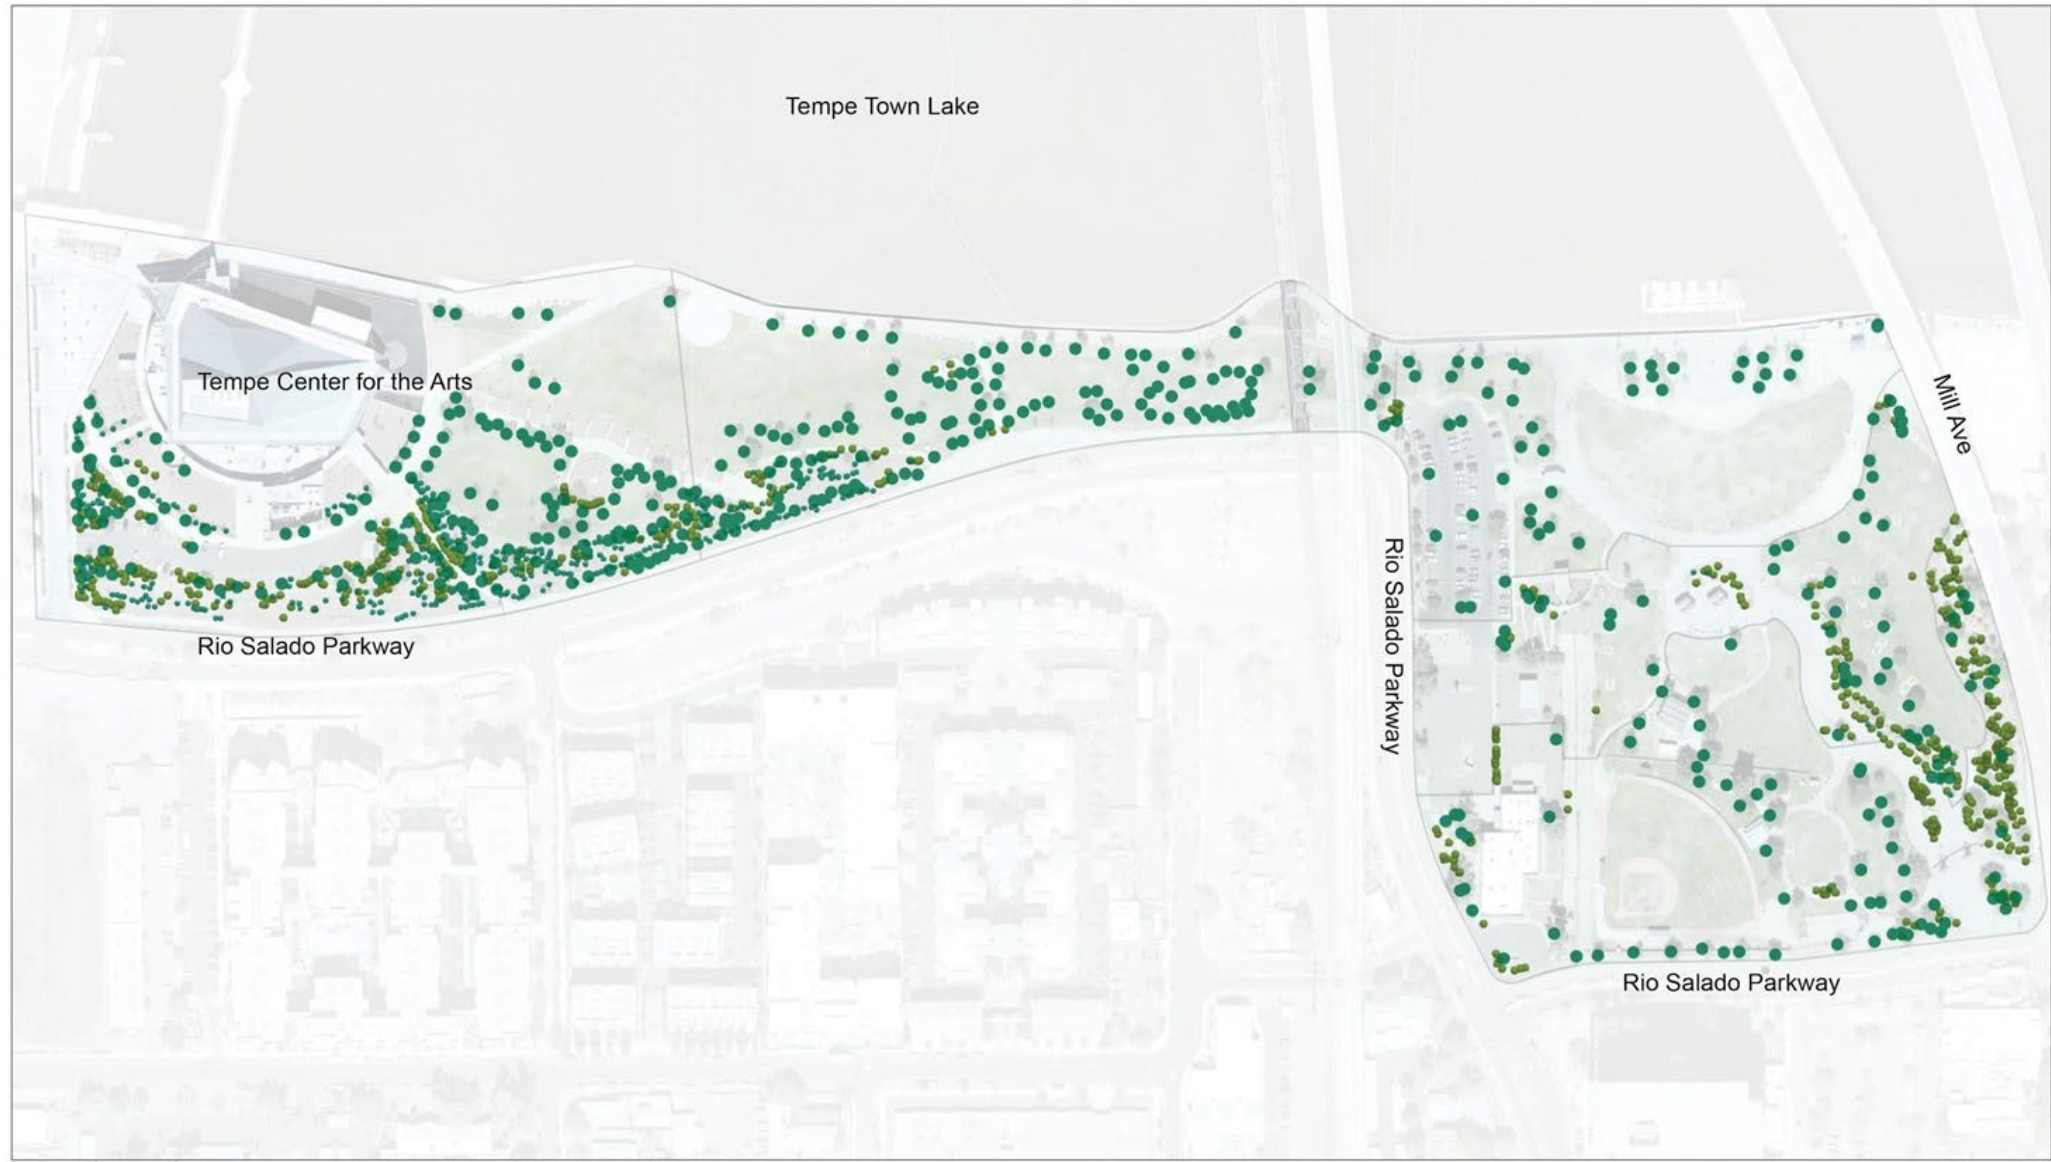 Tempe Town Lake
Tempe Center for the Arts
Mill Ave
Rio Salado Parkway
Rio Salado Parkway
Rio Salado Parkway